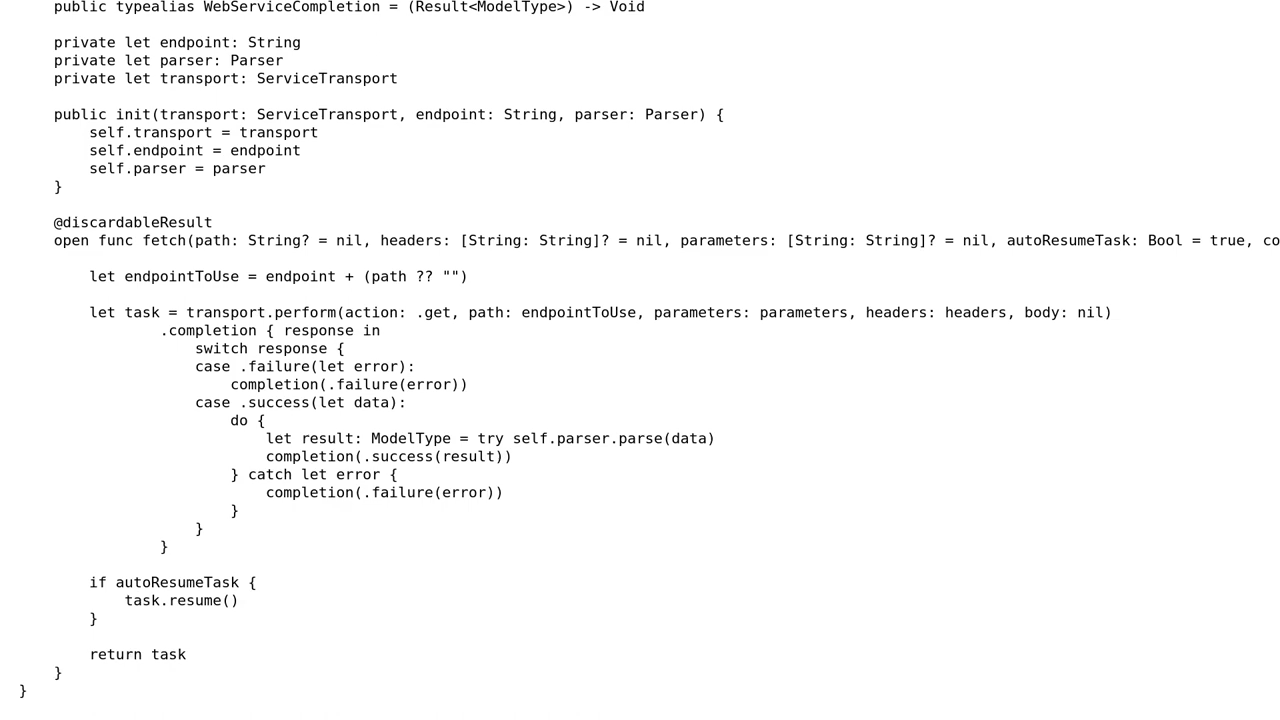 public typealias WebServiceCompletion = (Result<ModelType>) -> Void
private let endpoint: String
private let parser: Parser
private let transport: ServiceTransport
public init(transport: ServiceTransport, endpoint: String, parser: Parser) {
self.transport = transport
self.endpoint = endpoint
self.parser = parser
}
@discardableResult
open func fetch(path: String? = nil, headers: [String: String]? = nil, parameters: [String: String]? = nil, autoResumeTask: Bool = true, co
let endpointToUse = endpoint + (path ?? "")
let task = transport.perform(action: .get, path: endpointToUse, parameters: parameters, headers: headers, body: nil)
.completion { response in
switch response {
case .failure(let error):
completion(.failure(error))
case .success(let data):
do {
let result: ModelType = try self.parser.parse(data)
completion(.success(result))
} catch let error {
completion(.failure(error))
}
}
}
if autoResumeTask {
task.resume()
}
return task
}
}